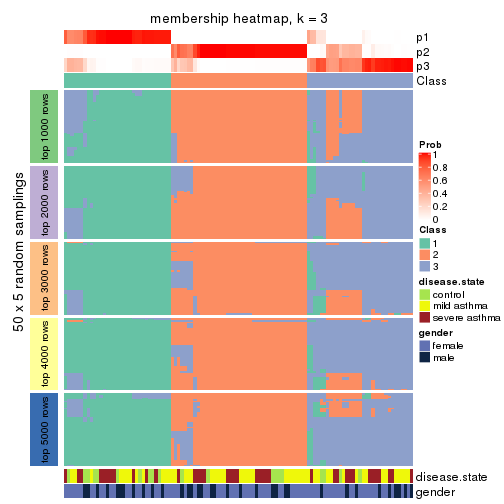 membership heatmap, k = 3
p1
p2
p3
Class
50 x 5 random samplings
top 1000 rows
top 2000 rows
top 3000 rows
top 4000 rows
top 5000 rows
disease.state
gender
Prob
1
0.8
0.6
0.4
0.2
0
Class
1
2
3
disease.state
control
mild asthma
severe asthma
gender
female
male